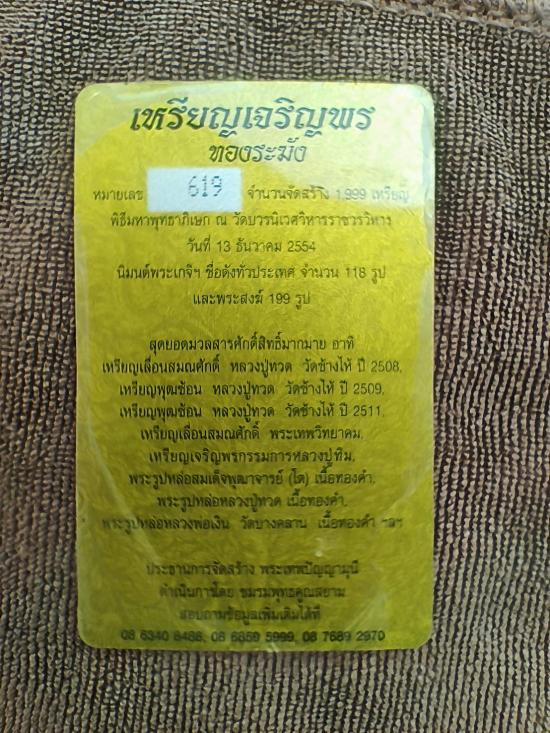 เหรียญเจริญพร
ทองระฆัง
หมายเลข 619 จำนวนจัดสร้าง 1,999 เหรียญ
พิธีมหาพุทธาภิเษก ณ วัดบวรนิเวศวิหารราชวรวิหาร
วันที่ 13 ธันวาคม 2554
นิมนต์พระเกจิฯ ชื่อดังทั่วประเทศ จำนวน 118 รูป
และพระสงฆ์ 199 รูป
สุดยอดมวลสารศักดิ์สิทธิ์มากมาย อาทิ
เหรียญเลื่อนสมณศักดิ์ หลวงปู่ทวด วัดช้างไห้ ปี 2508,
เหรียญพุฒซ้อน หลวงปู่ทวด วัดช้างไห้ ปี 2509,
เหรียญพุฒซ้อน หลวงปู่ทวด วัดช้างไห้ ปี 2511,
เหรียญเลื่อนสมณศักดิ์ พระเทพวิทยาคม,
เหรียญเจริญพรกรรมการหลวงปู่ทิม,
พระรูปหล่อสมเด็จพุฒาจารย์ (โต) เนื้อทองคำ,
พระรูปหล่อหลวงปู่ทวด เนื้อทองคำ,
พระรูปหล่อหลวงพ่อเงิน วัดบางคลาน เนื้อทองคำ ฯลฯ
ประธานการจัดสร้าง พระเทพปัญญามุนี
ดำเนินการโดย ชมรมพุทธคุณสยาม
สอบถามข้อมูลเพิ่มเติมได้ที่
08 6340 8488, 08 6859 5999, 08 7689 2970